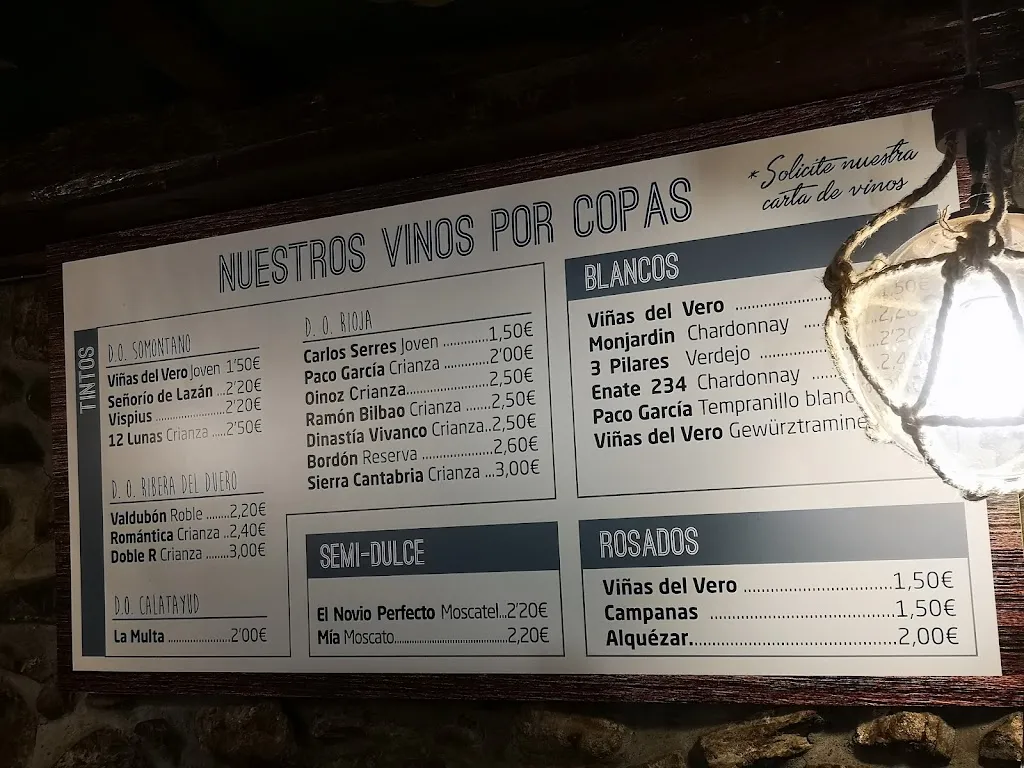 NUESTROS VINOS POR COPAS
* Solicite nuestra
carta de vinos
TINTOS
D.O. SOMONTANO
Viñas del Vero Joven 1'50€
Señorío de Lazán ...2'20€
Vispius ..................2'20€
12 Lunas Crianza .....2'50€
D. O. RIBERA DEL DUERO
Valdubón Roble ........2,20€
Romántica Crianza ..2,40€
Doble R Crianza ........3,00€
D.O. CALATAYUD
La Multa ......................2'00€
D. O. RIOJA
Carlos Serres Joven ...........1,50€
Paco García Crianza ..........2'00€
Oinoz Crianza.....................2,50€
Ramón Bilbao Crianza .......2,50€
Dinastía Vivanco Crianza..2,50€
Bordón Reserva .................2,60€
Sierra Cantabria Crianza ...3,00€
SEMI-DULCE
El Novio Perfecto Moscatel...2'20€
Mía Moscato............................2,20€
BLANCOS
Viñas del Vero ....................
Monjardin Chardonnay ....
3 Pilares Verdejo ...............
Enate 234 Chardonnay ......
Paco García Tempranillo blanc
Viñas del Vero Gewürztramine
ROSADOS
Viñas del Vero ...........................1,50€
Campanas .................................1,50€
Alquézar.....................................2,00€